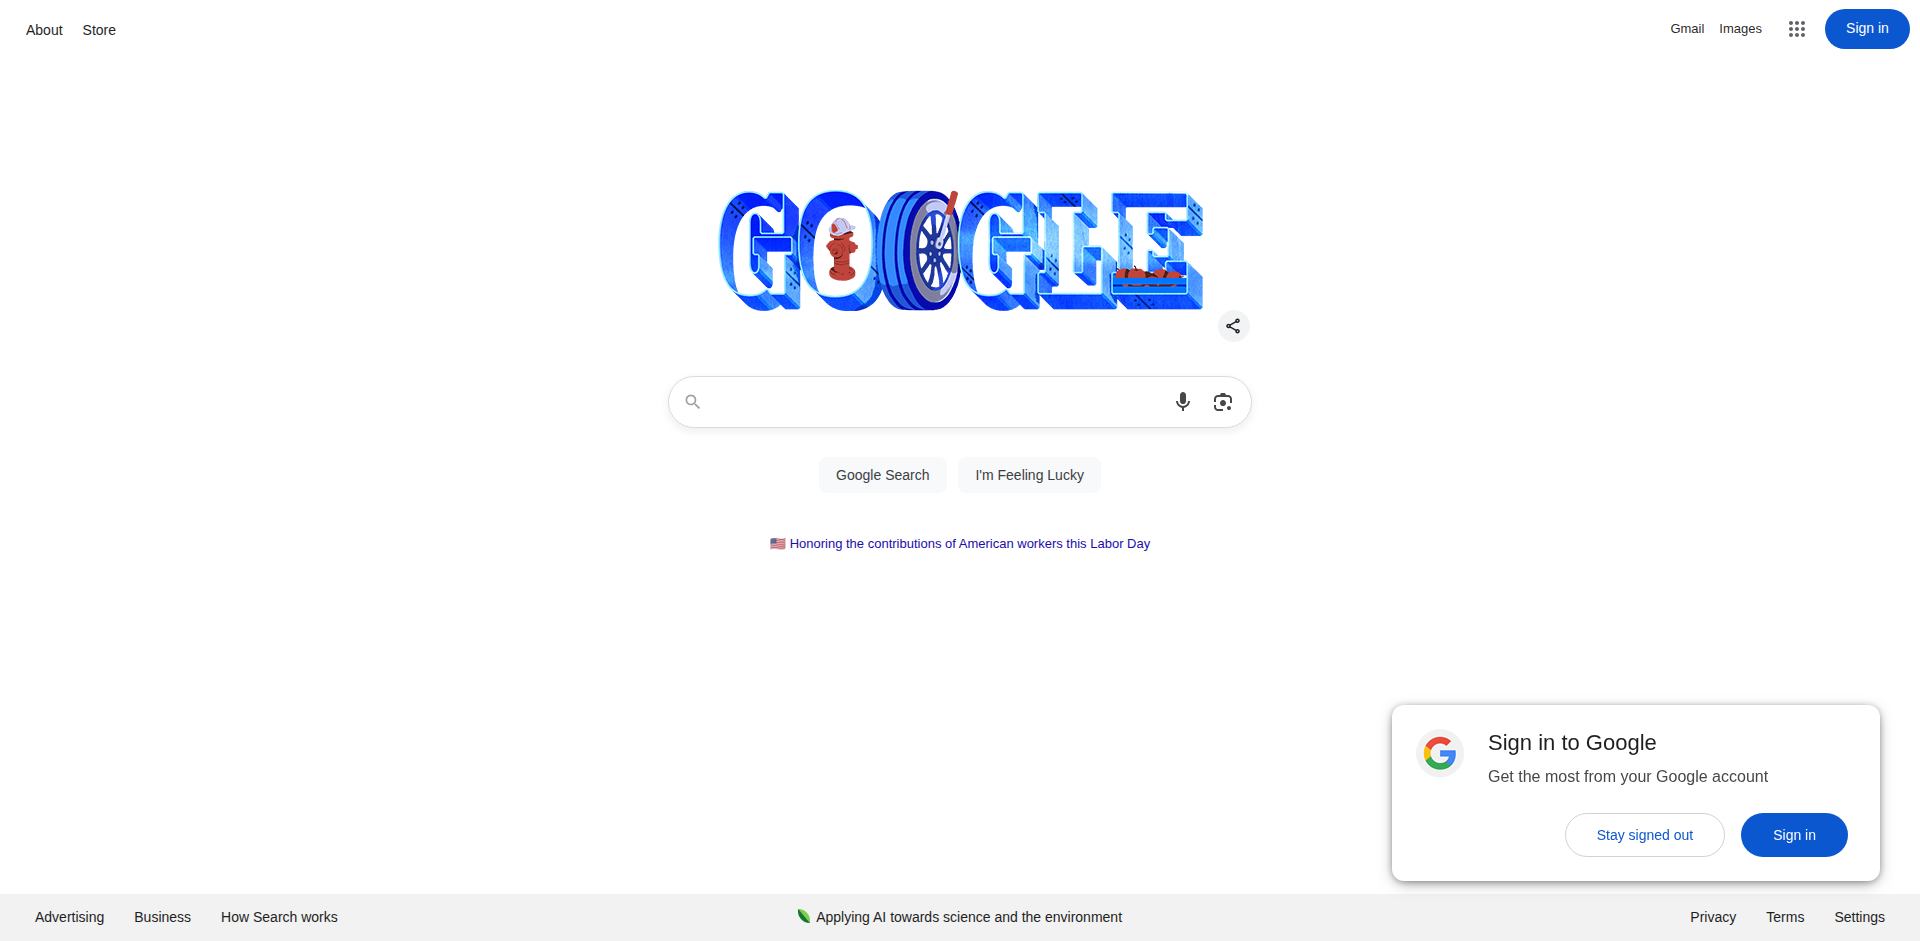 About Store
Gmail Images Sign in
GOOGLE
Google Search I'm Feeling Lucky
🇺🇸 Honoring the contributions of American workers this Labor Day
Sign in to Google
Get the most from your Google account
Stay signed out Sign in
Advertising Business How Search works
Applying AI towards science and the environment
Privacy Terms Settings